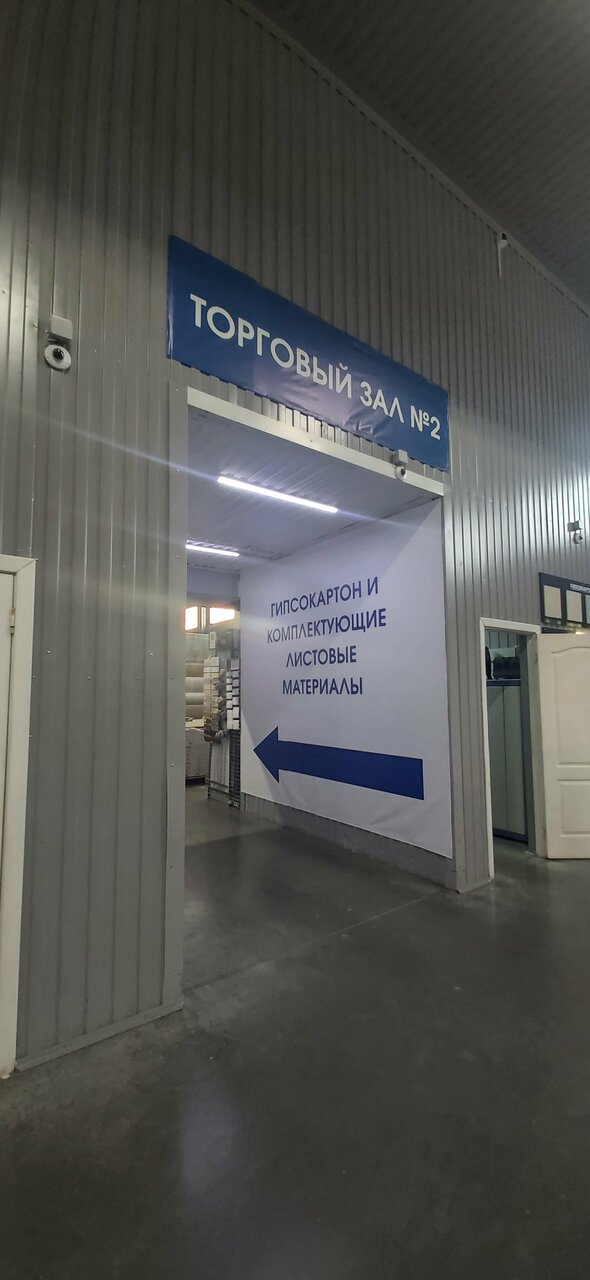 ТОРГОВЫЙ ЗАЛ №2
ГИПСОКАРТОН И
КОМПЛЕКТУЮЩИЕ
ЛИСТОВЫЕ
МАТЕРИАЛЫ